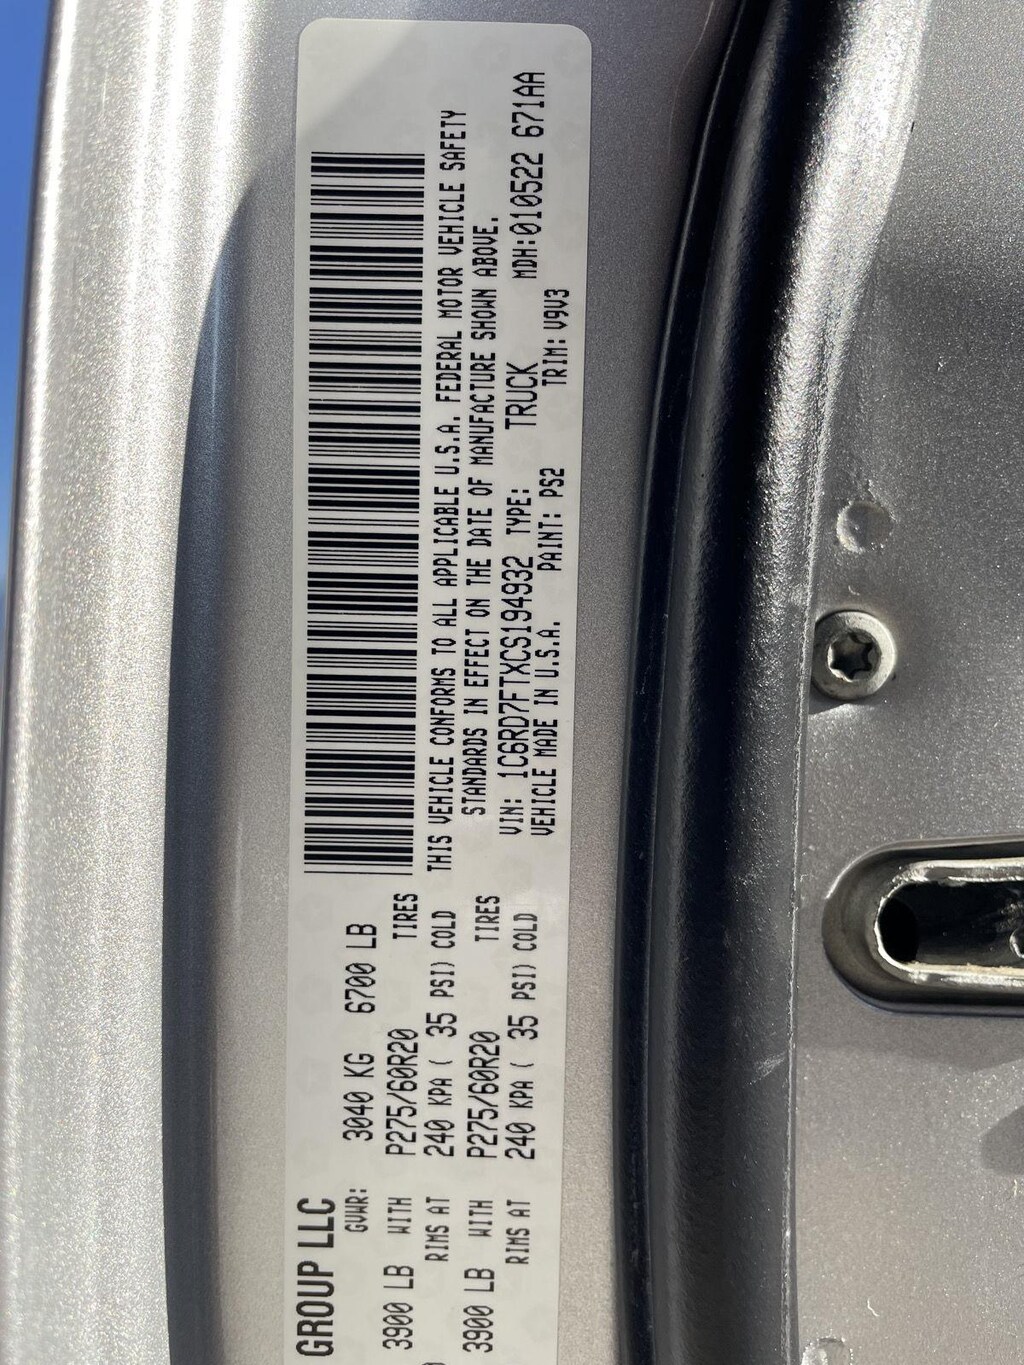 GROUP LLC
GVWR: 3040 KG 6700 LB
3900 LB WITH P275/60R20 TIRES
RIMS AT 240 KPA ( 35 PSI) COLD
3900 LB WITH P275/60R20 TIRES
RIMS AT 240 KPA ( 35 PSI) COLD
THIS VEHICLE CONFORMS TO ALL APPLICABLE U.S.A. FEDERAL MOTOR VEHICLE SAFETY
STANDARDS IN EFFECT ON THE DATE OF MANUFACTURE SHOWN ABOVE.
VIN: 1C6RD7FTXCS194932 TYPE: TRUCK MDH:010522 671AA
VEHICLE MADE IN U.S.A. PAINT: PS2 TRIM: V9V3